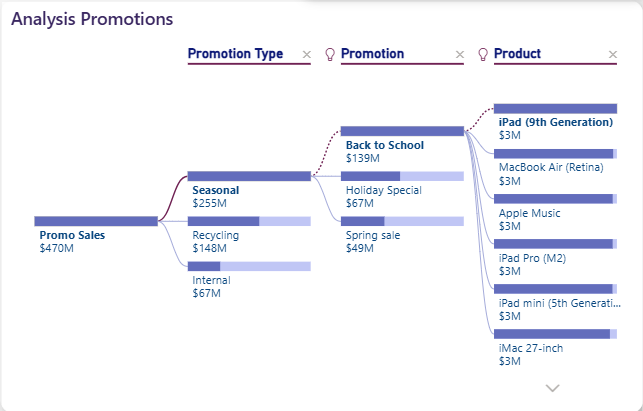 Analysis Promotions
Promotion Type
Promotion
Product
Promo Sales
$470M
Seasonal
$255M
Recycling
$148M
Internal
$67M
Back to School
$139M
Holiday Special
$67M
Spring sale
$49M
iPad (9th Generation)
$3M
MacBook Air (Retina)
$3M
Apple Music
$3M
iPad Pro (M2)
$3M
iPad mini (5th Generati...
$3M
iMac 27-inch
$3M